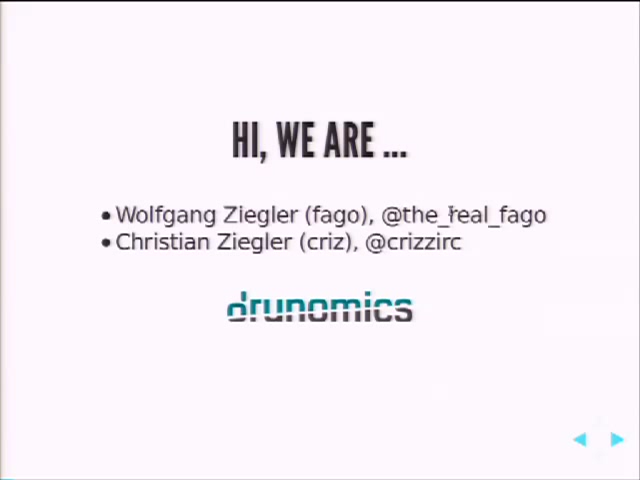 HI, WE ARE ...
• Wolfgang Ziegler (fago), @the_real_fago
• Christian Ziegler (criz), @crizzirc
drunomics